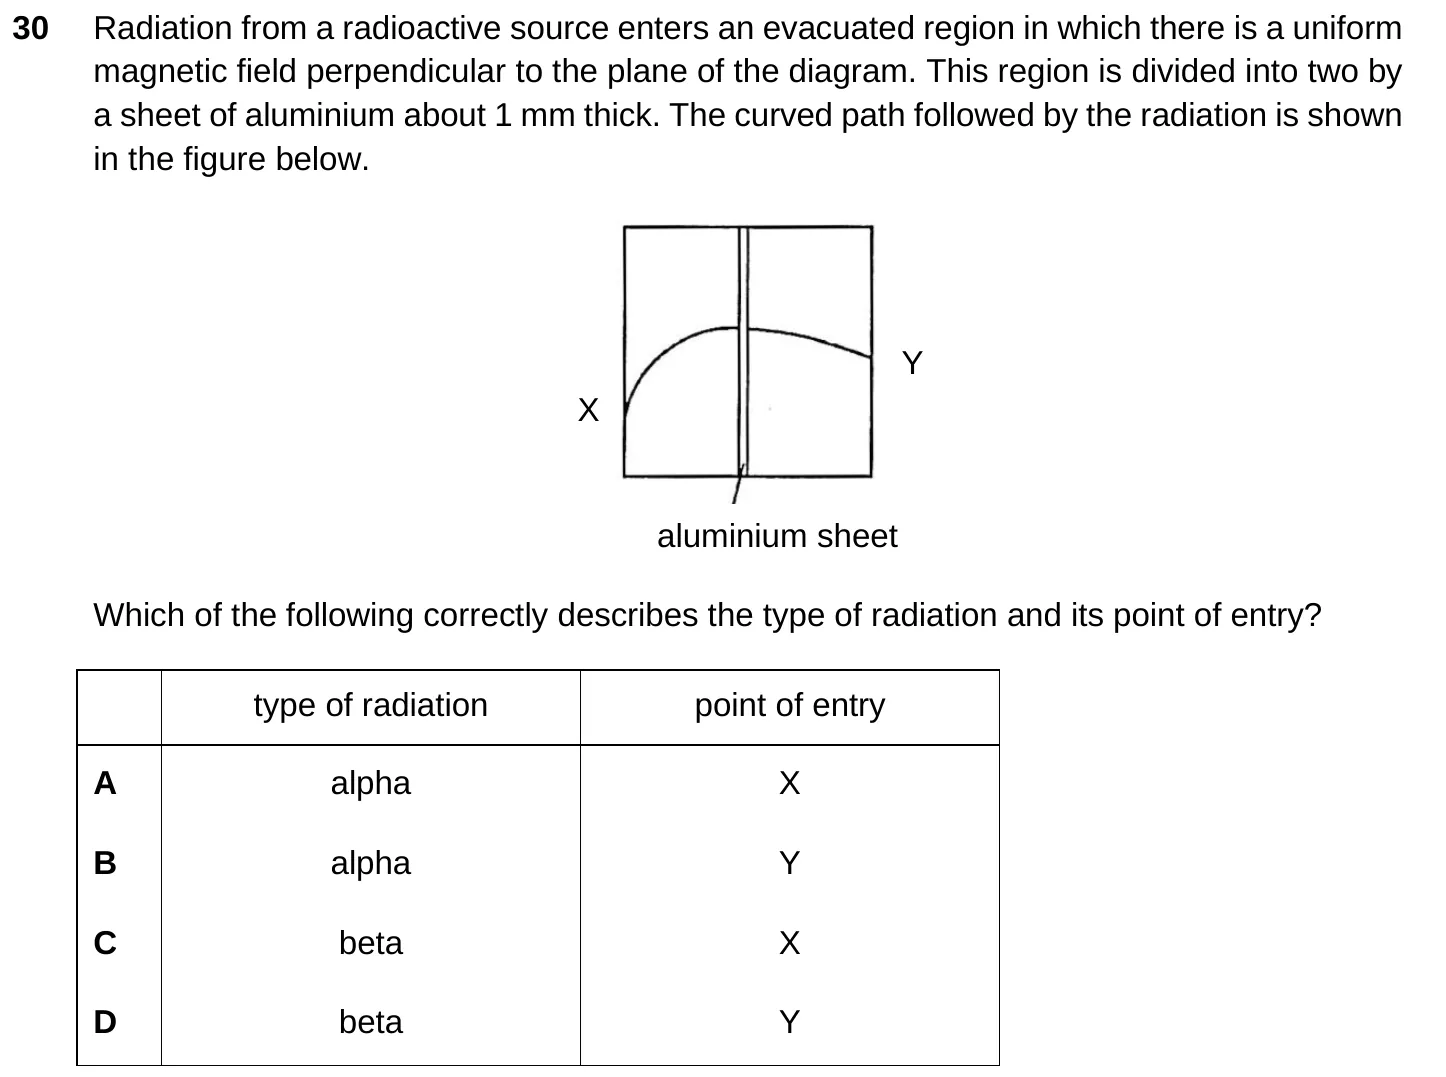 30 Radiation from a radioactive source enters an evacuated region in which there is a uniform
magnetic field perpendicular to the plane of the diagram. This region is divided into two by
a sheet of aluminium about 1 mm thick. The curved path followed by the radiation is shown
in the figure below.
X
Y
aluminium sheet
Which of the following correctly describes the type of radiation and its point of entry?
type of radiation point of entry
A alpha X
B alpha Y
C beta X
D beta Y